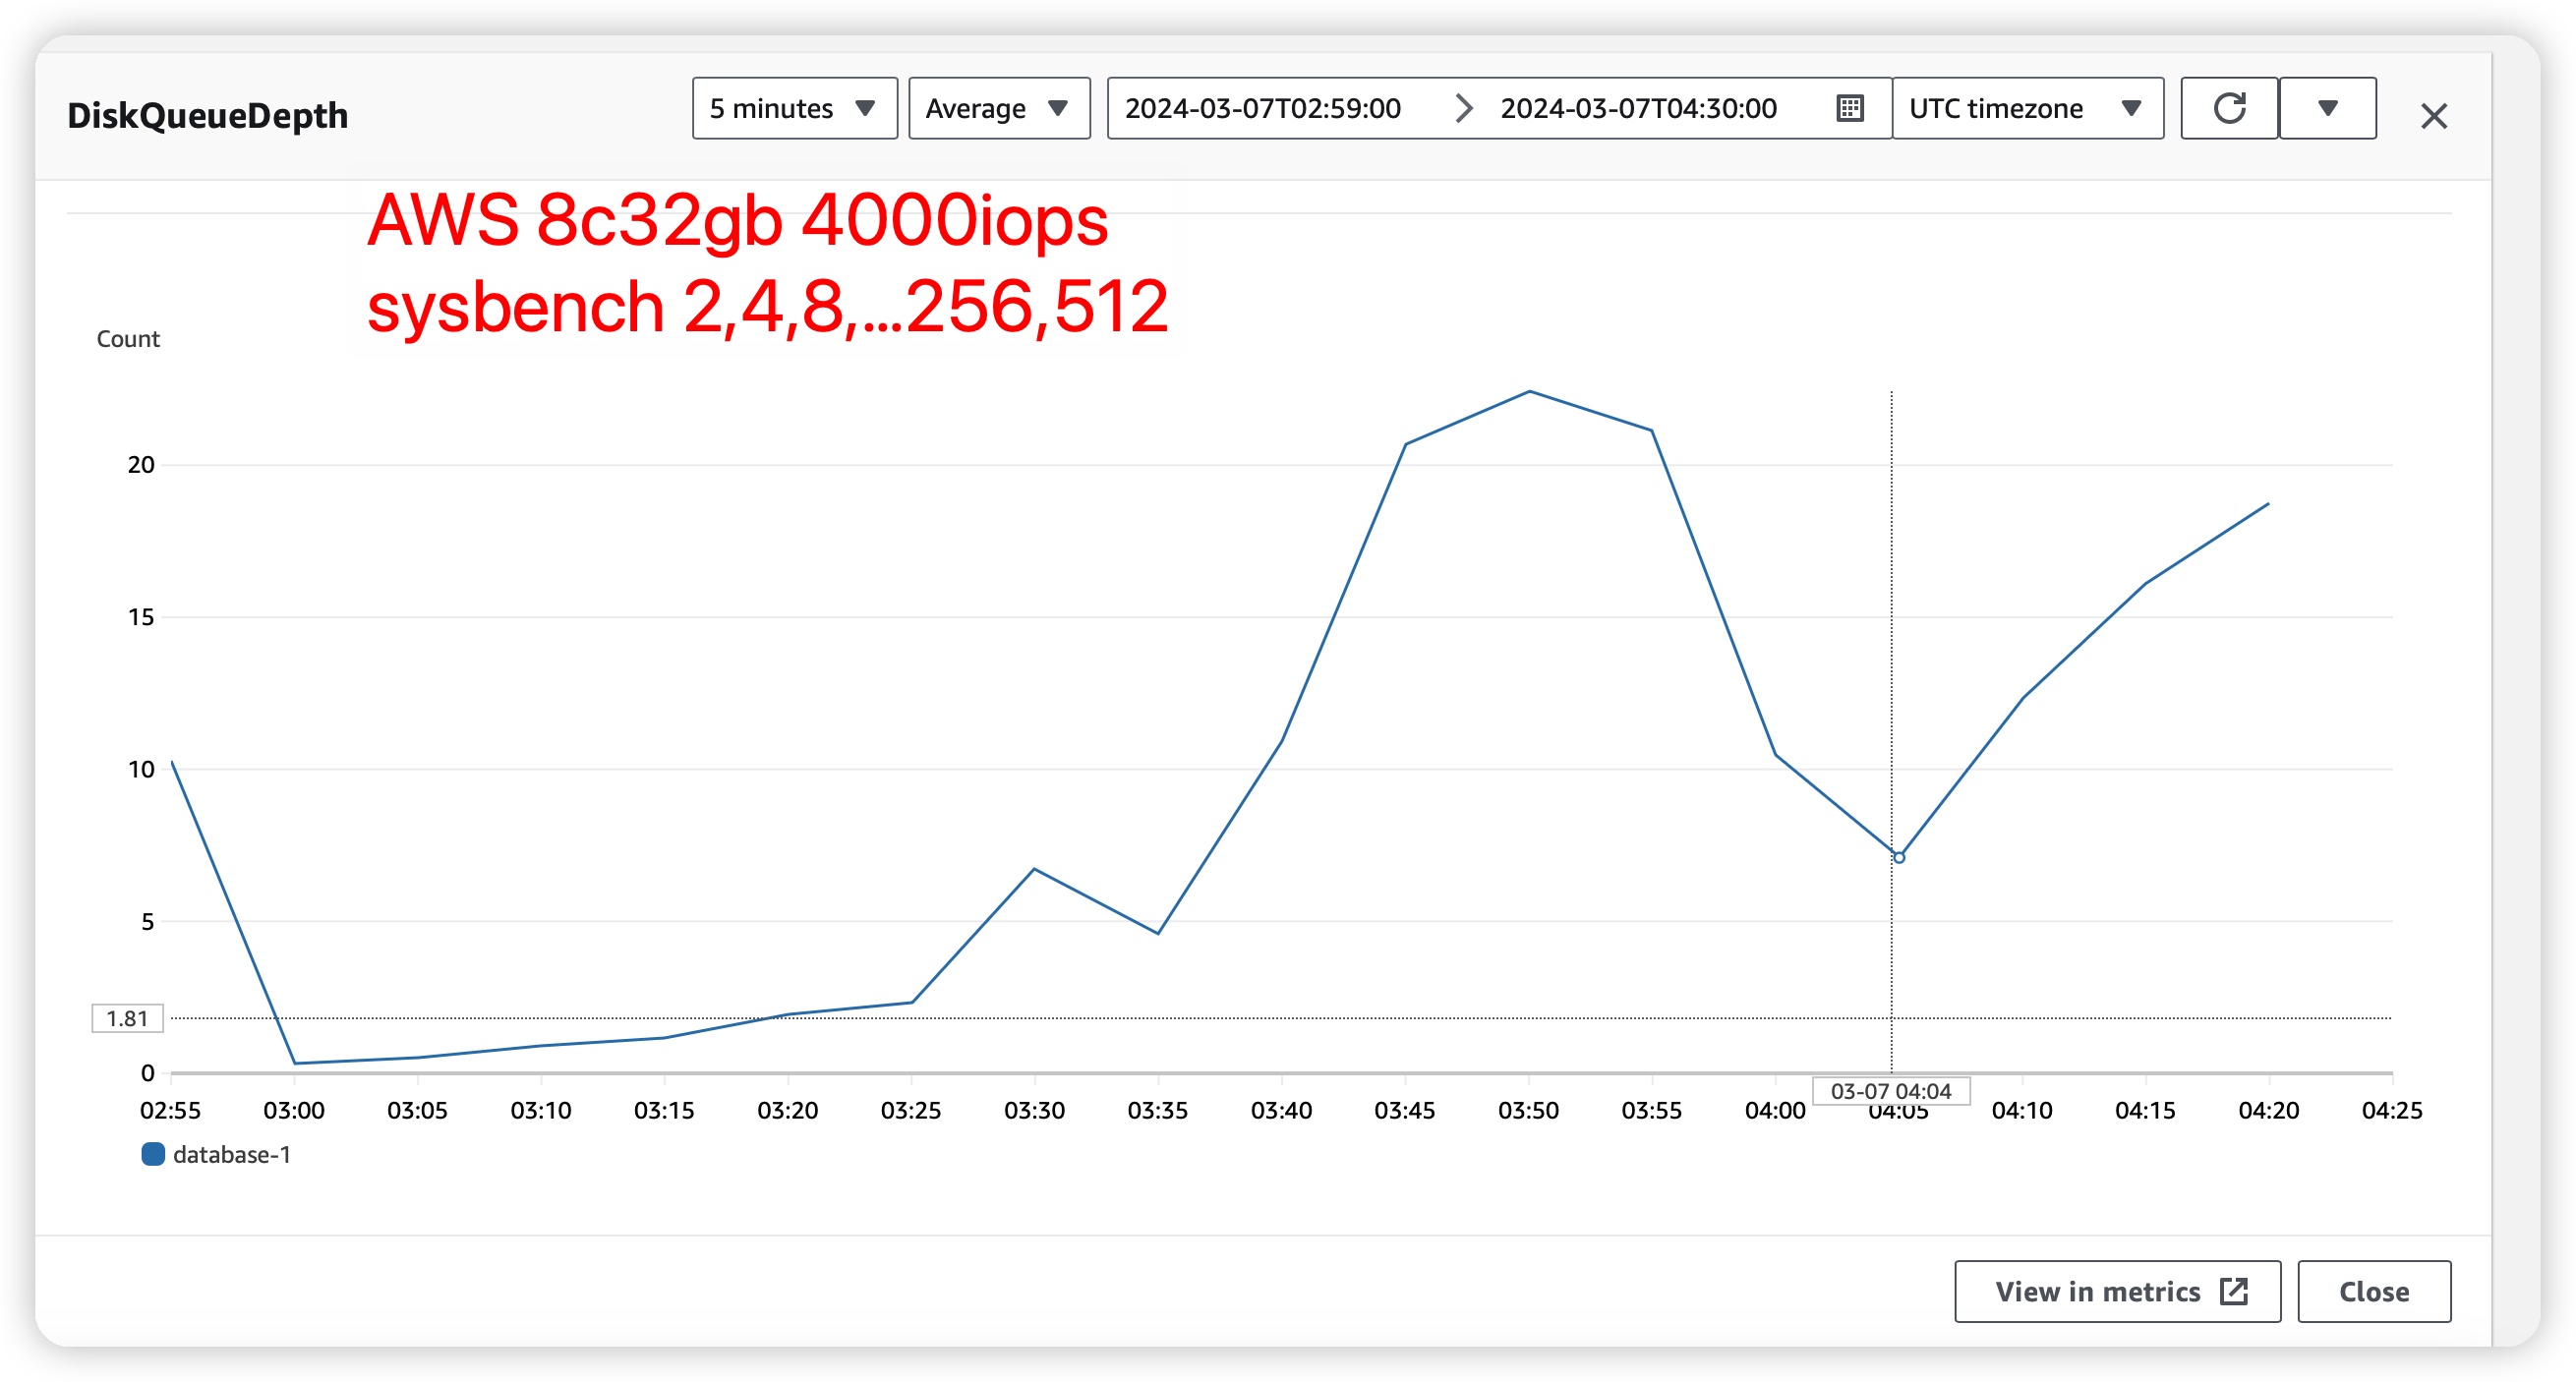 DiskQueueDepth
5 minutes
Average
2024-03-07T02:59:00
2024-03-07T04:30:00
UTC timezone
AWS 8c32gb 4000iops
sysbench 2,4,8,...256,512
Count
20
15
10
5
1.81
0
03-07 04:04
02:55 03:00 03:05 03:10 03:15 03:20 03:25 03:30 03:35 03:40 03:45 03:50 03:55 04:00 04:05 04:10 04:15 04:20 04:25
database-1
View in metrics
Close